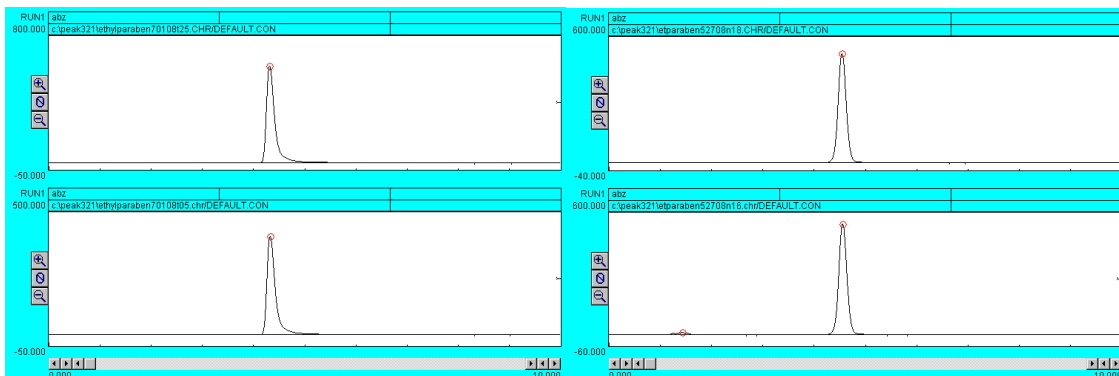 RUN1 abz
800.000 c:\peak321\ethylparaben70108t25.CHR/DEFAULT.CON
-50.000
RUN1 abz
500.000 c:\peak321\ethylparaben70108t05.chr/DEFAULT.CON
-50.000
0.000 10.000
RUN1 abz
600.000 c:\peak321\etparaben52708n18.CHR/DEFAULT.CON
-40.000
RUN1 abz
600.000 c:\peak321\etparaben52708n16.chr/DEFAULT.CON
-60.000
0.000 10.000